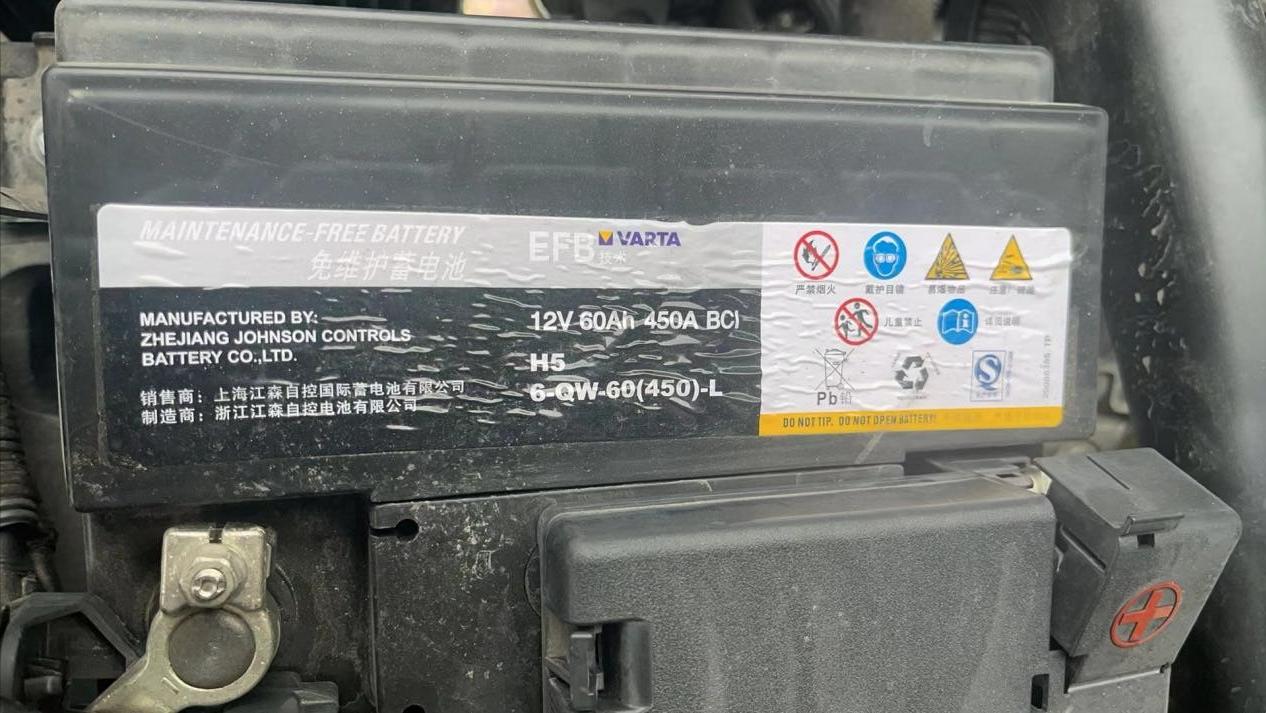 MAINTENANCE-FREE BATTERY
免维护蓄电池
EFB VARTA
技术
MANUFACTURED BY:
ZHEJIANG JOHNSON CONTROLS
BATTERY CO.,LTD.
销售商：上海江森自控国际蓄电池有限公司
制造商：浙江江森自控电池有限公司
12V 60Ah 450A BCI
H5
6-QW-60(450)-L
严禁烟火
戴护目镜
儿童禁止
Pb铅
DO NOT TIP. DO NOT OPEN BATTERY!